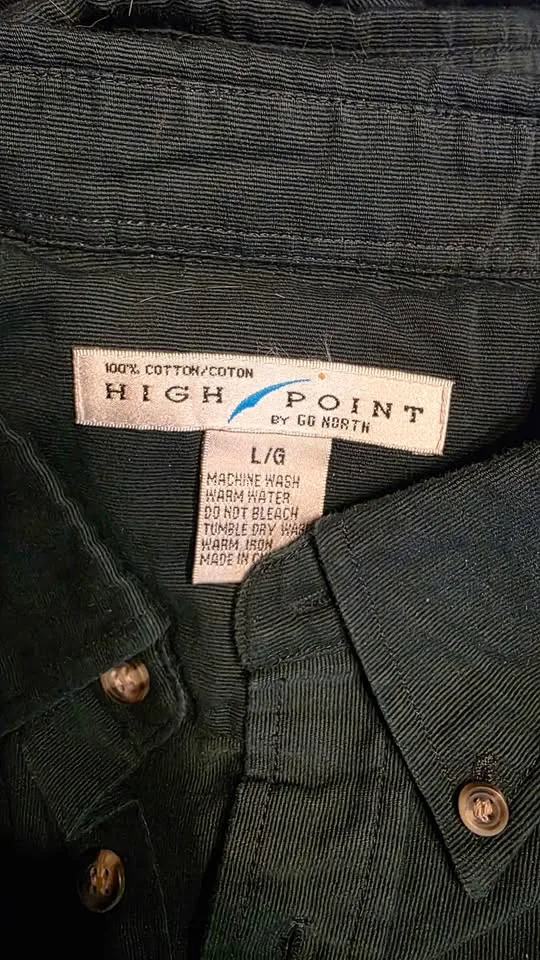 100% COTTON/COTON
HIGH POINT
BY GG NORTH
L/G
MACHINE WASH
WARM WATER
DO NOT BLEACH
TUMBLE DRY
WARM IRON
MADE IN